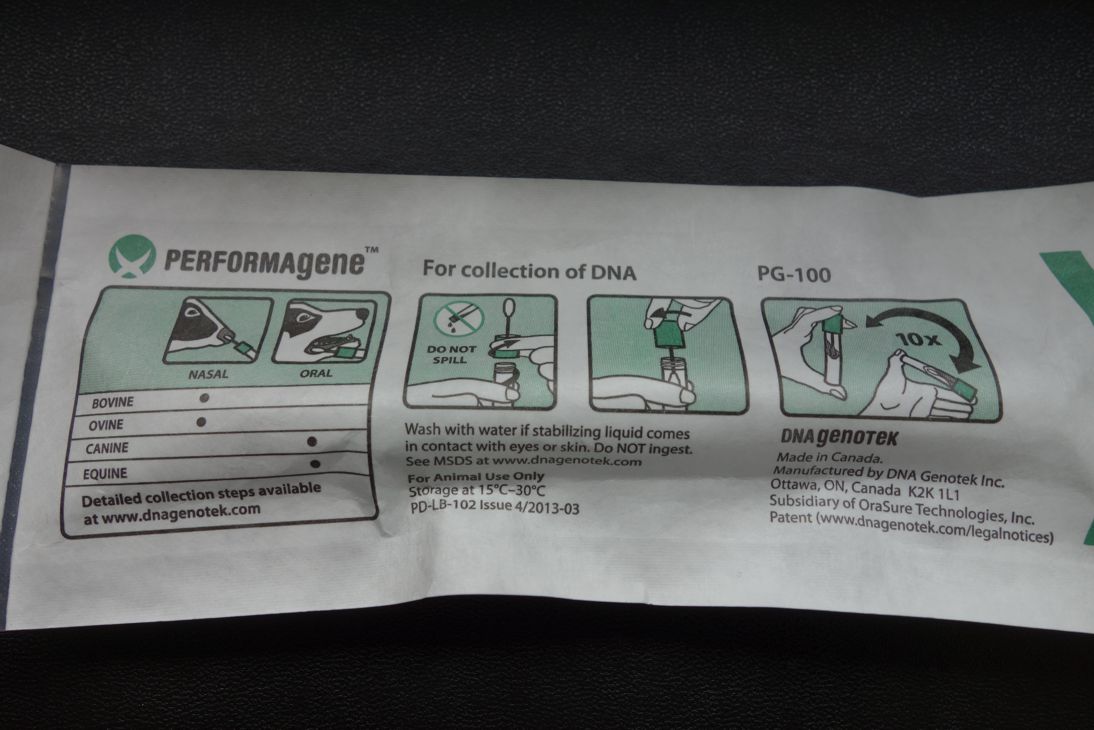 PERFORMAgene™
For collection of DNA
PG-100
NASAL
ORAL
BOVINE
OVINE
CANINE
EQUINE
Detailed collection steps available
at www.dnagenotek.com
DO NOT
SPILL
10x
Wash with water if stabilizing liquid comes
in contact with eyes or skin. Do NOT ingest.
See MSDS at www.dnagenotek.com
For Animal Use Only
Storage at 15°C–30°C
PD-LB-102 Issue 4/2013-03
DNA genotek
Made in Canada.
Manufactured by DNA Genotek Inc.
Ottawa, ON, Canada K2K 1L1
Subsidiary of OraSure Technologies, Inc.
Patent (www.dnagenotek.com/legalnotices)